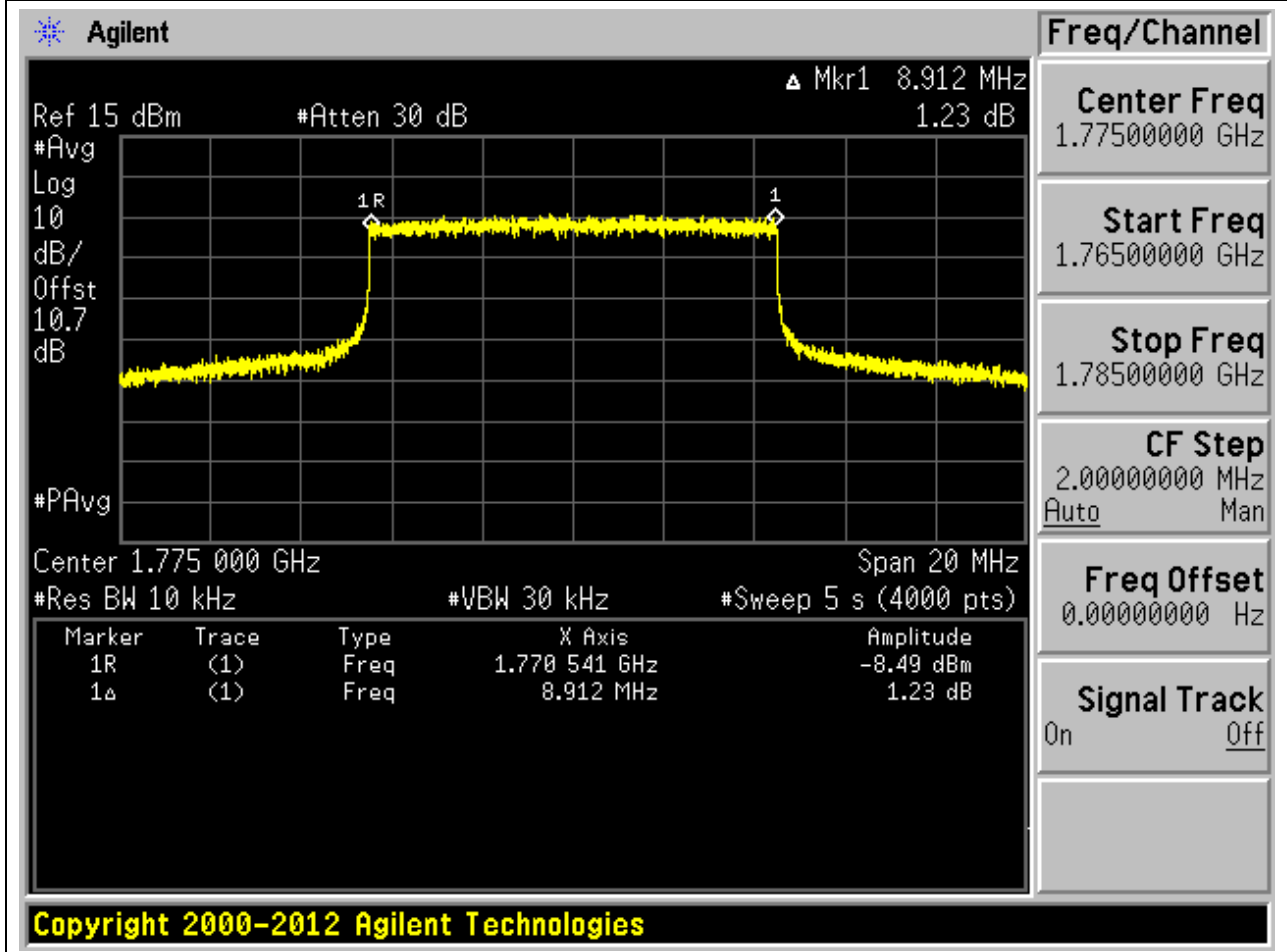 Agilent
Freq/Channel
Δ Mkr1 8.912 MHz
Ref 15 dBm #Atten 30 dB 1.23 dB
#Avg
Log
10
dB/
Offst
10.7
dB
1R
1
#PAvg
Center 1.775 000 GHz Span 20 MHz
#Res BW 10 kHz #VBW 30 kHz #Sweep 5 s (4000 pts)
Marker Trace Type X Axis Amplitude
1R (1) Freq 1.770 541 GHz -8.49 dBm
1Δ (1) Freq 8.912 MHz 1.23 dB
Center Freq
1.77500000 GHz
Start Freq
1.76500000 GHz
Stop Freq
1.78500000 GHz
CF Step
2.00000000 MHz
Auto Man
Freq Offset
0.00000000 Hz
Signal Track
On Off
Copyright 2000-2012 Agilent Technologies